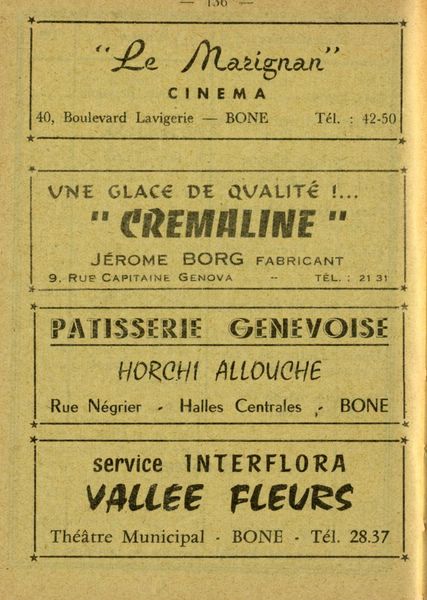 — 136 —
"Le Marignan"
CINEMA
40, Boulevard Lavigerie — BONE Tél. : 42-50
UNE GLACE DE QUALITÉ !...
" CREMALINE "
JÉROME BORG FABRICANT
9, RUE CAPITAINE GENOVA -- TÉL. : 21 31
PATISSERIE GENEVOISE
HORCHI ALLOUCHE
Rue Négrier - Halles Centrales - BONE
service INTERFLORA
VALLEE FLEURS
Théâtre Municipal - BONE - Tél. 28.37